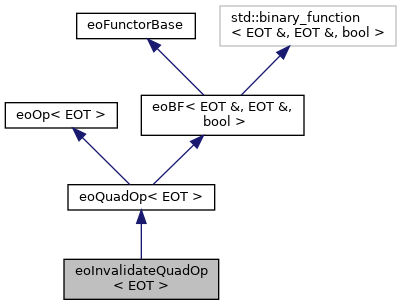 eoFunctorBase
std::binary_function
< EOT &, EOT &, bool >
eoOp< EOT >
eoBF< EOT &, EOT &,
bool >
eoQuadOp< EOT >
eoInvalidateQuadOp
< EOT >